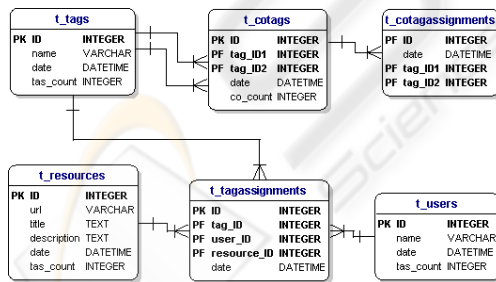 t_tags
PK ID INTEGER
name VARCHAR
date DATETIME
tas_count INTEGER
t_cotags
PK ID INTEGER
PF tag_ID1 INTEGER
PF tag_ID2 INTEGER
date DATETIME
co_count INTEGER
t_cotagassignments
PK ID INTEGER
date DATETIME
PF tag_ID1 INTEGER
PF tag_ID2 INTEGER
t_resources
PK ID INTEGER
url VARCHAR
title TEXT
description TEXT
date DATETIME
tas_count INTEGER
t_tagassignments
PK ID INTEGER
PF tag_ID INTEGER
PF user_ID INTEGER
PF resource_ID INTEGER
date DATETIME
t_users
PK ID INTEGER
name VARCHAR
date DATETIME
tas_count INTEGER